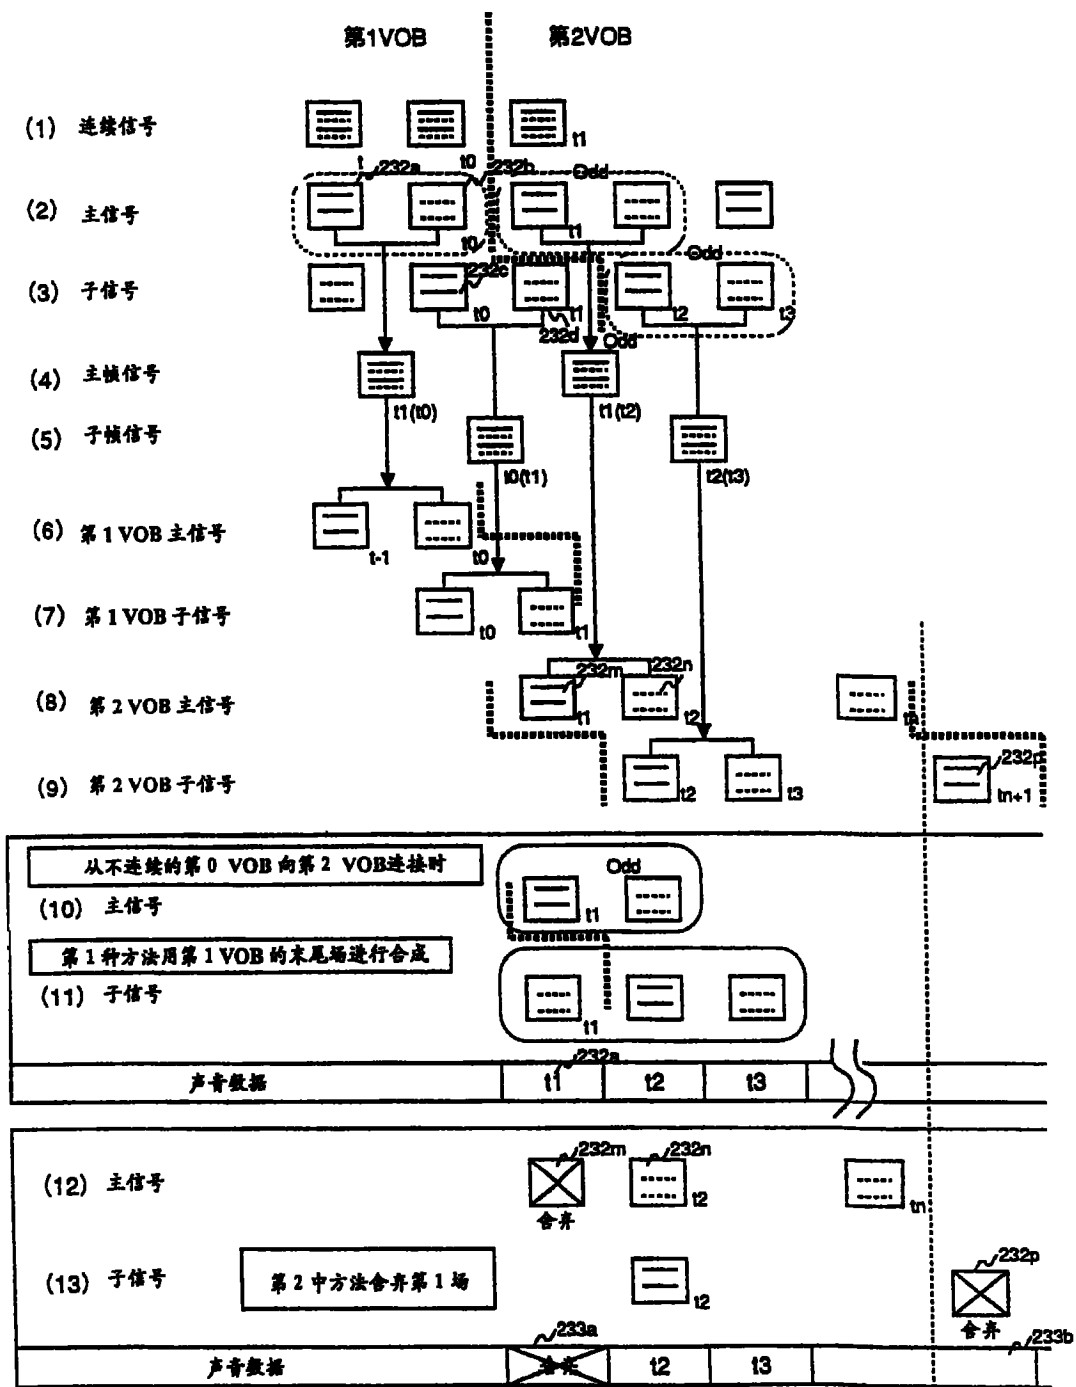 第1VOB 第2VOB
(1) 连续信号
t1
t 232a t0 232b Odd
(2) 主信号
t1
t0
232c Odd
(3) 子信号
t0 t1 t2 t3
232d Odd
(4) 主帧信号
t1(t0) t1(t2)
(5) 子帧信号
t0(t1) t2(t3)
(6) 第1VOB主信号
t-1 t0
(7) 第1VOB子信号
t0 t1
232m 232n
(8) 第2VOB主信号
t1 t2 tn
232p
(9) 第2VOB子信号
t2 t3 tn+1
从不连续的第0 VOB向第2 VOB连接时
Odd
(10) 主信号
t1
第1种方法用第1VOB的末尾场进行合成
(11) 子信号
t1
232a
声音数据 t1 t2 t3
232m 232n
(12) 主信号
t2 tn
舍弃
232p
(13) 子信号 第2中方法舍弃第1场
t2
舍弃
233a 233b
声音数据 舍弃 t2 t3